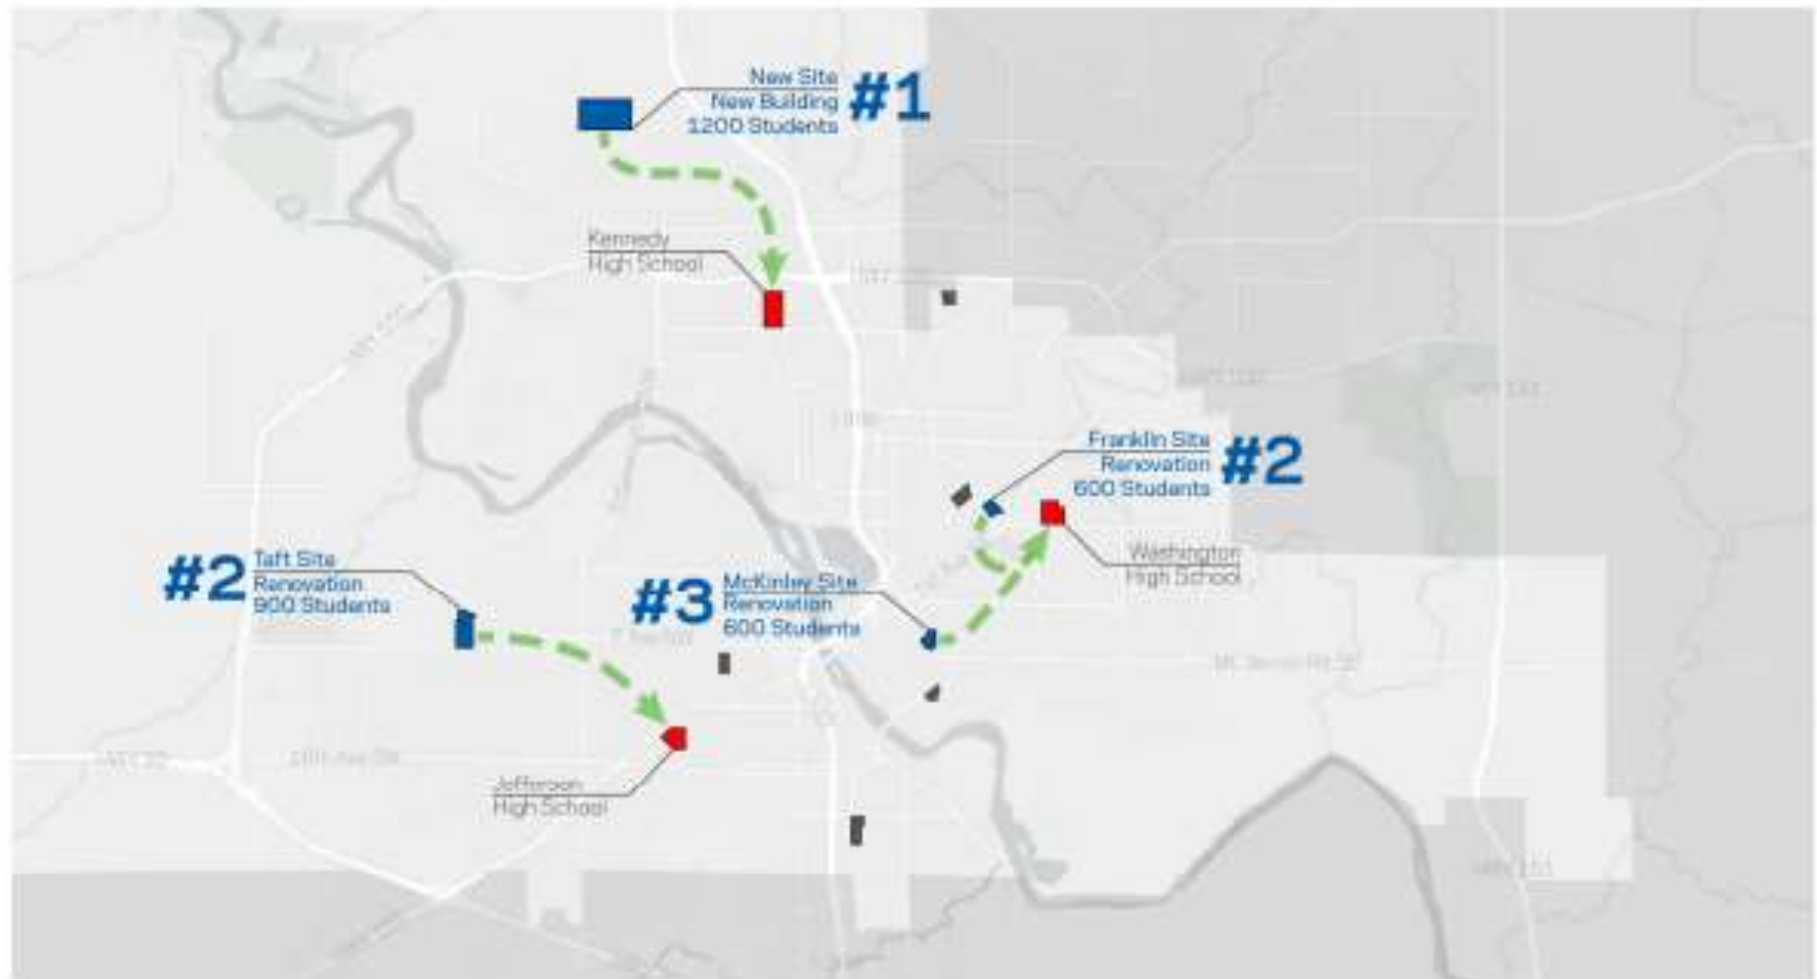 New Site
New Building
1200 Students
#1
Kennedy
High School
Franklin Site
Renovation
600 Students
#2
Washington
High School
#2
Taft Site
Renovation
900 Students
#3
McKinley Site
Renovation
600 Students
Jefferson
High School